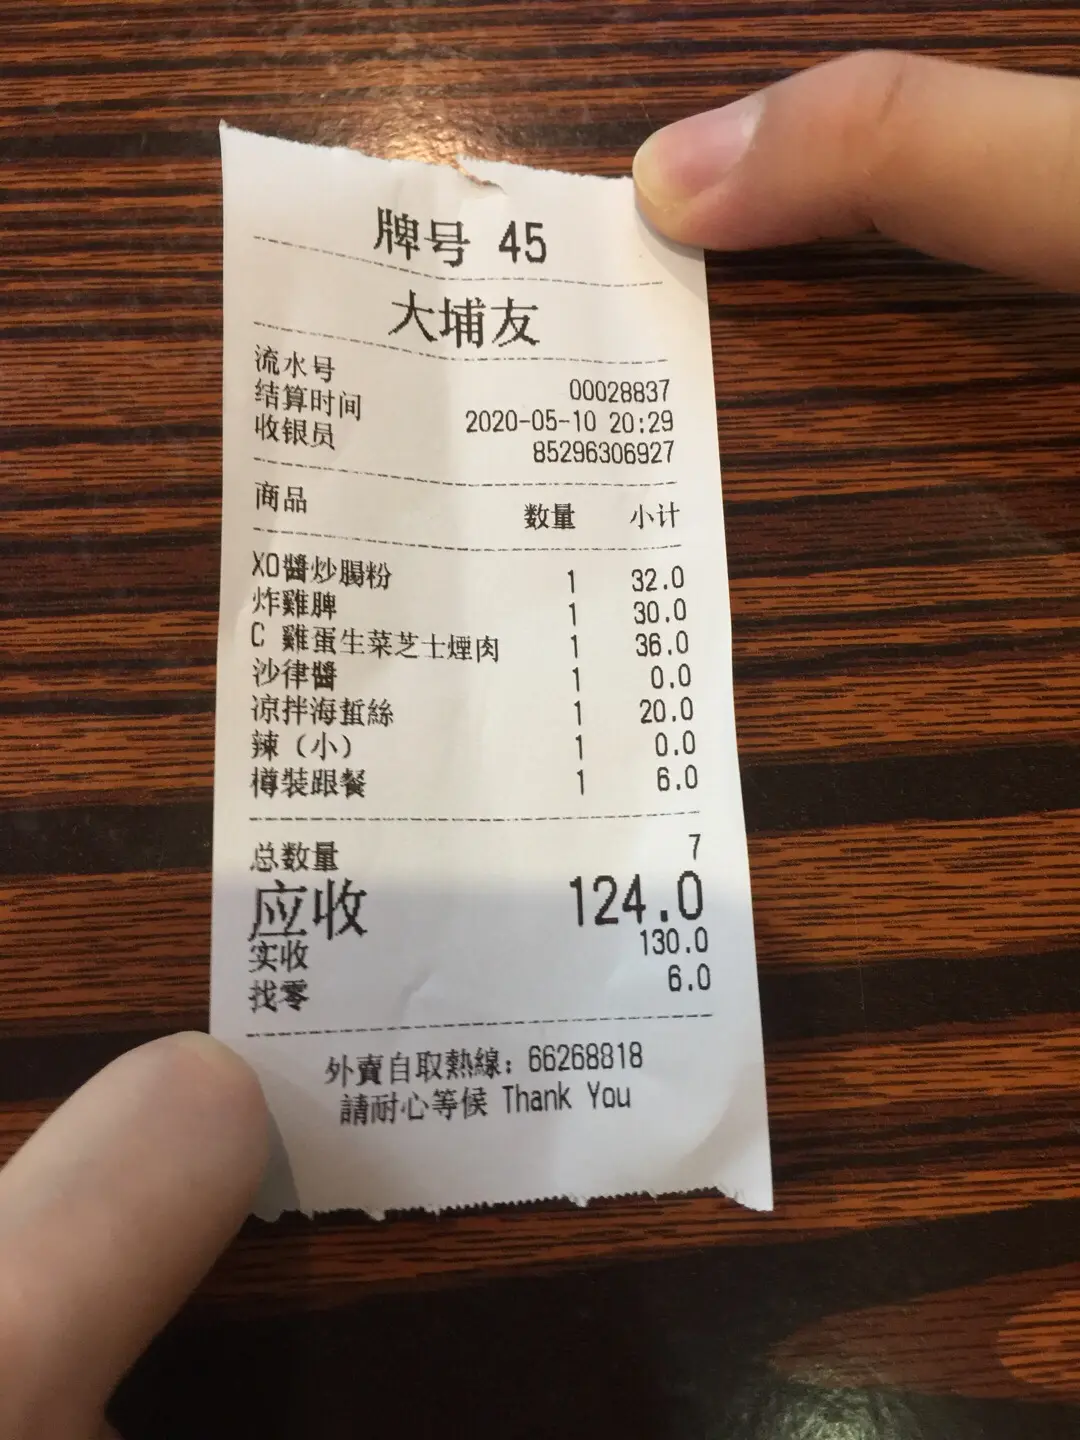 牌号 45
大埔友
流水号 00028837
结算时间 2020-05-10 20:29
收银员 85296306927
商品 数量 小计
XO醬炒腸粉 1 32.0
炸雞脾 1 30.0
C 雞蛋生菜芝士煙肉 1 36.0
沙律醬 1 0.0
凉拌海蜇絲 1 20.0
辣（小） 1 0.0
樽裝跟餐 1 6.0
总数量 7
应收 124.0
实收 130.0
找零 6.0
外賣自取熱線：66268818
請耐心等候 Thank You